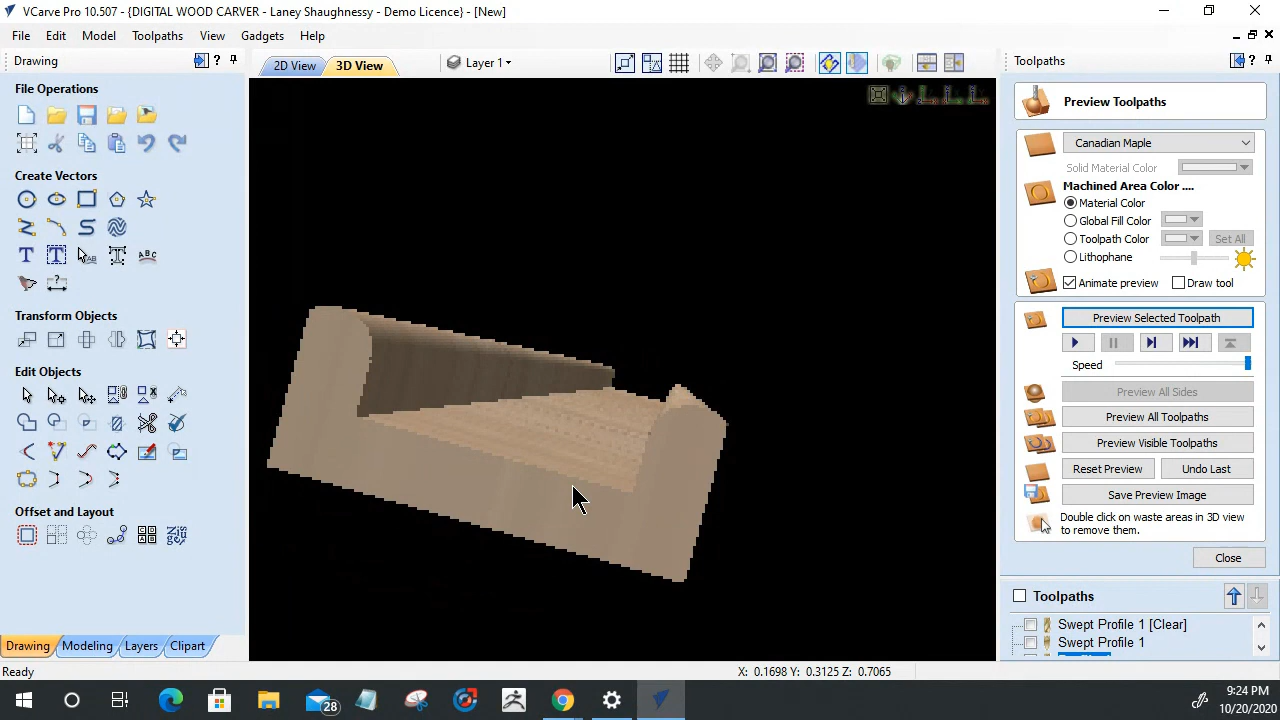 VCarve Pro 10.507 - {DIGITAL WOOD CARVER - Laney Shaughnessy - Demo Licence} - [New]
File Edit Model Toolpaths View Gadgets Help
Drawing
File Operations
Create Vectors
Transform Objects
Edit Objects
Offset and Layout
Drawing Modeling Layers Clipart
2D View 3D View Layer 1
Toolpaths
Preview Toolpaths
Canadian Maple
Solid Material Color
Machined Area Color ....
Material Color
Global Fill Color
Toolpath Color Set All
Lithophane
Animate preview Draw tool
Preview Selected Toolpath
Speed
Preview All Sides
Preview All Toolpaths
Preview Visible Toolpaths
Reset Preview Undo Last
Save Preview Image
Double click on waste areas in 3D view
to remove them.
Close
Toolpaths
Swept Profile 1 [Clear]
Swept Profile 1
Ready
X: 0.1698 Y: 0.3125 Z: 0.7065
28
9:24 PM
10/20/2020